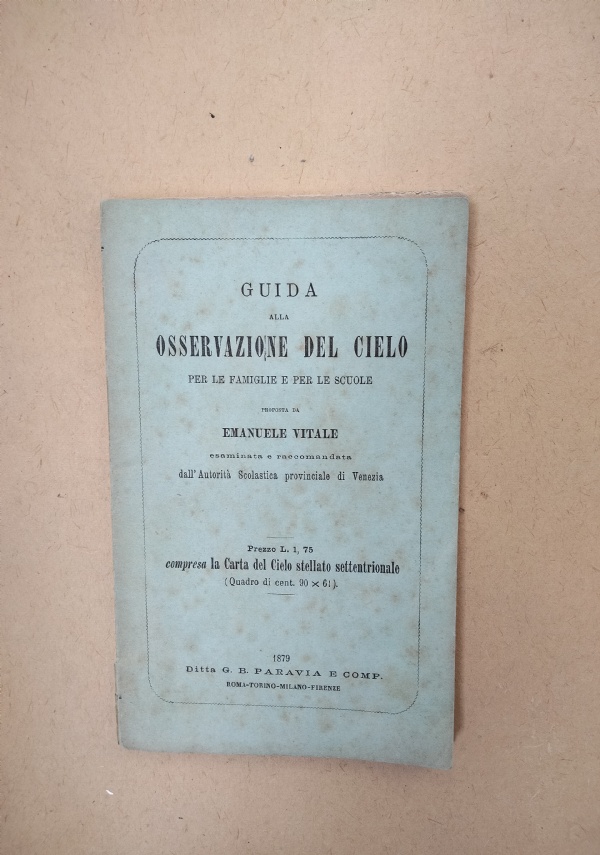 GUIDA
ALLA
OSSERVAZIONE DEL CIELO
PER LE FAMIGLIE E PER LE SCUOLE
PROPOSTA DA
EMANUELE VITALE
esaminata e raccomandata
dall' Autorità Scolastica provinciale di Venezia
Prezzo L. 1, 75
compresa la Carta del Cielo stellato settentrionale
(Quadro di cent. 90 × 61).
1879
Ditta G. B. PARAVIA E COMP.
ROMA-TORINO-MILANO-FIRENZE